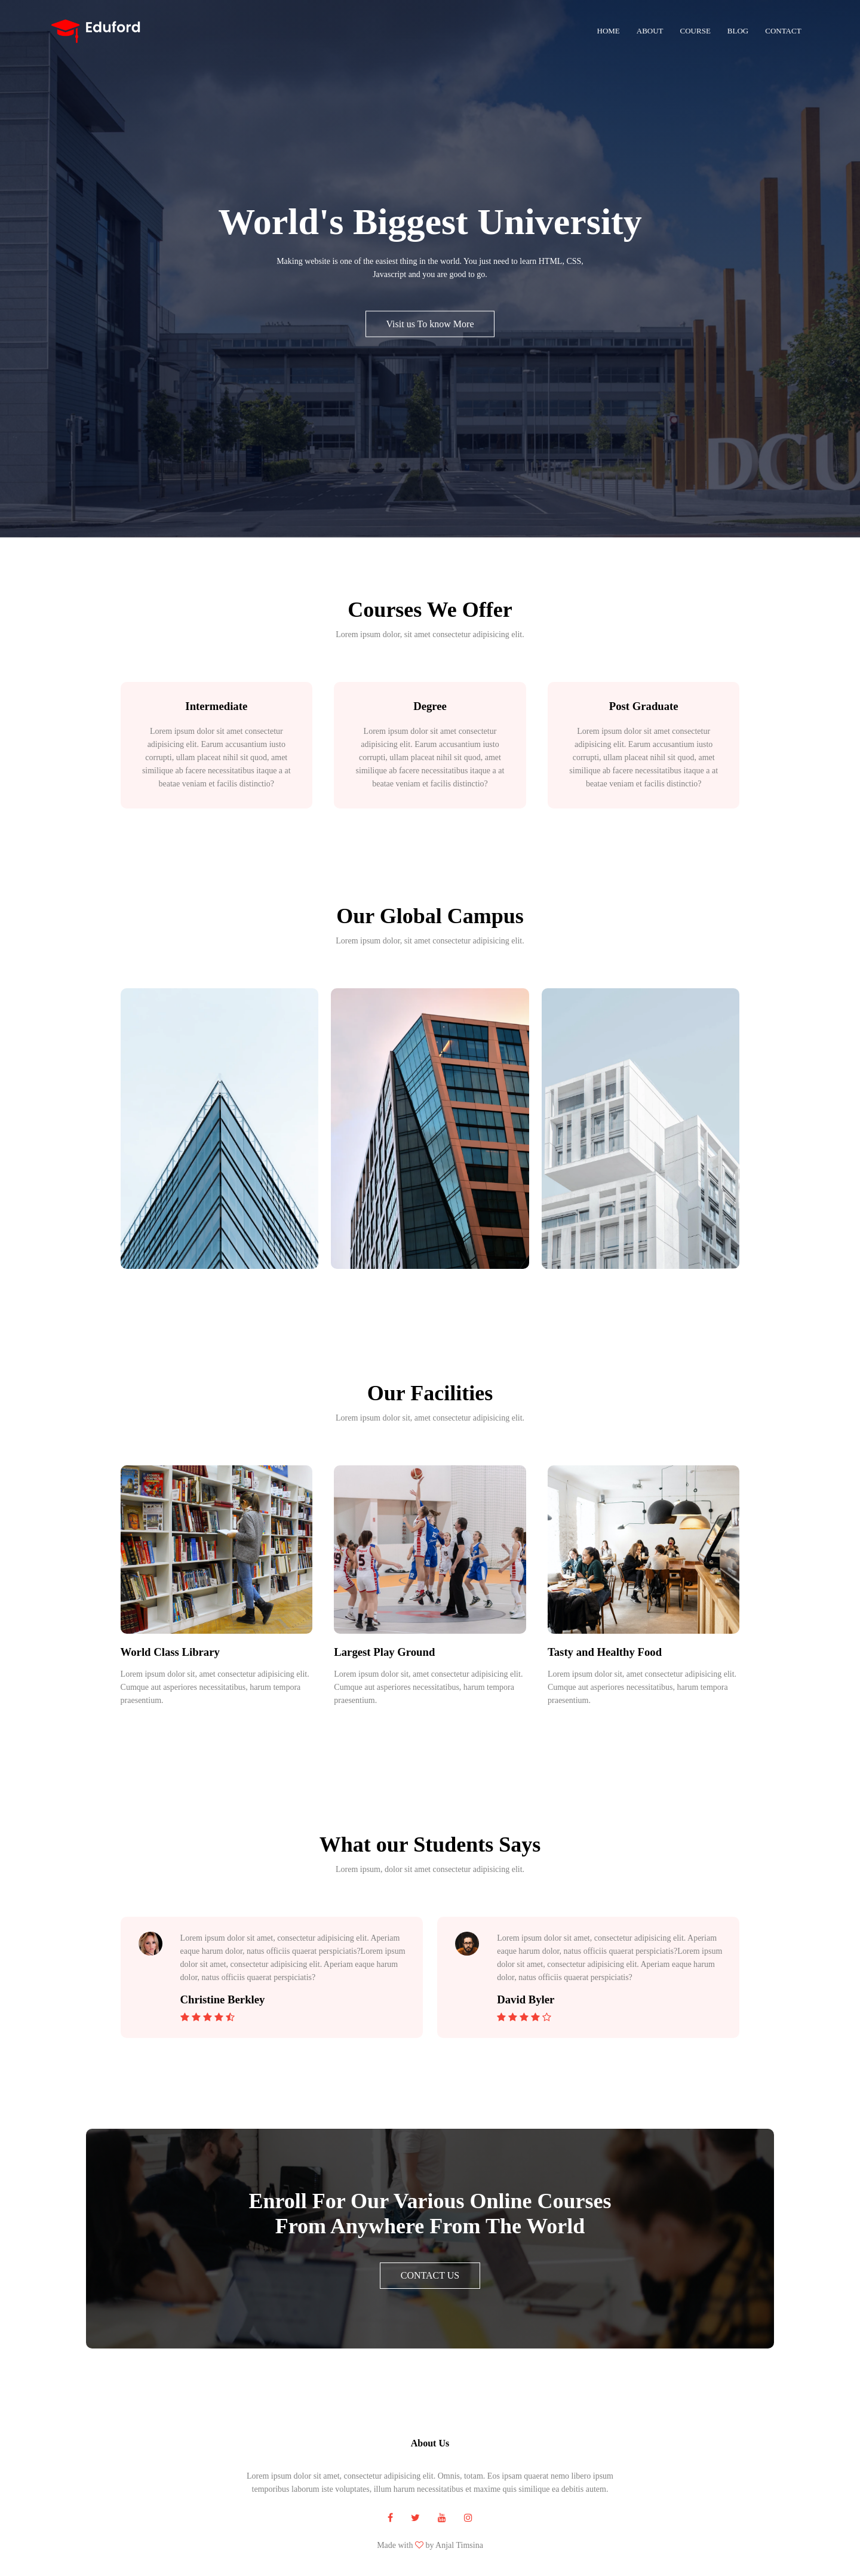 Eduford
HOME ABOUT COURSE BLOG CONTACT
World's Biggest University
Making website is one of the easiest thing in the world. You just need to learn HTML, CSS,
Javascript and you are good to go.
Visit us To know More
DCU
Courses We Offer
Lorem ipsum dolor, sit amet consectetur adipisicing elit.
Intermediate
Lorem ipsum dolor sit amet consectetur
adipisicing elit. Earum accusantium iusto
corrupti, ullam placeat nihil sit quod, amet
similique ab facere necessitatibus itaque a at
beatae veniam et facilis distinctio?
Degree
Lorem ipsum dolor sit amet consectetur
adipisicing elit. Earum accusantium iusto
corrupti, ullam placeat nihil sit quod, amet
similique ab facere necessitatibus itaque a at
beatae veniam et facilis distinctio?
Post Graduate
Lorem ipsum dolor sit amet consectetur
adipisicing elit. Earum accusantium iusto
corrupti, ullam placeat nihil sit quod, amet
similique ab facere necessitatibus itaque a at
beatae veniam et facilis distinctio?
Our Global Campus
Lorem ipsum dolor, sit amet consectetur adipisicing elit.
Our Facilities
Lorem ipsum dolor sit, amet consectetur adipisicing elit.
World Class Library
Lorem ipsum dolor sit, amet consectetur adipisicing elit.
Cumque aut asperiores necessitatibus, harum tempora
praesentium.
Largest Play Ground
Lorem ipsum dolor sit, amet consectetur adipisicing elit.
Cumque aut asperiores necessitatibus, harum tempora
praesentium.
Tasty and Healthy Food
Lorem ipsum dolor sit, amet consectetur adipisicing elit.
Cumque aut asperiores necessitatibus, harum tempora
praesentium.
What our Students Says
Lorem ipsum, dolor sit amet consectetur adipisicing elit.
Lorem ipsum dolor sit amet, consectetur adipisicing elit. Aperiam
eaque harum dolor, natus officiis quaerat perspiciatis?Lorem ipsum
dolor sit amet, consectetur adipisicing elit. Aperiam eaque harum
dolor, natus officiis quaerat perspiciatis?
Christine Berkley
Lorem ipsum dolor sit amet, consectetur adipisicing elit. Aperiam
eaque harum dolor, natus officiis quaerat perspiciatis?Lorem ipsum
dolor sit amet, consectetur adipisicing elit. Aperiam eaque harum
dolor, natus officiis quaerat perspiciatis?
David Byler
Enroll For Our Various Online Courses
From Anywhere From The World
CONTACT US
About Us
Lorem ipsum dolor sit amet, consectetur adipisicing elit. Omnis, totam. Eos ipsam quaerat nemo libero ipsum
temporibus laborum iste voluptates, illum harum necessitatibus et maxime quis similique ea debitis autem.
Made with ♡ by Anjal Timsina